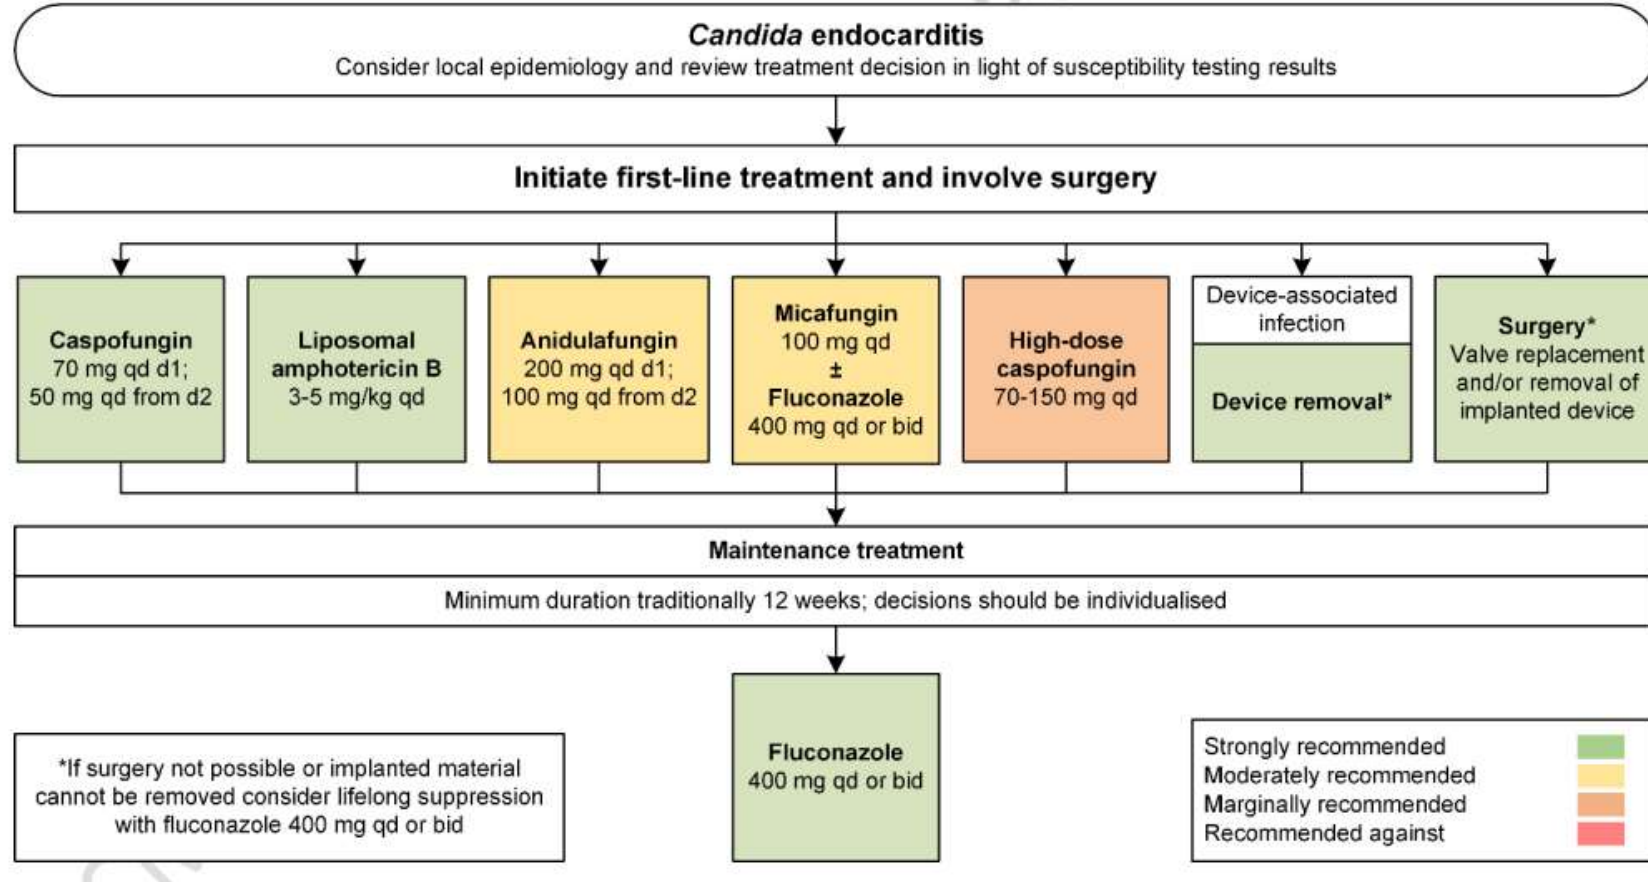 Candida endocarditis
Consider local epidemiology and review treatment decision in light of susceptibility testing results
Initiate first-line treatment and involve surgery
Caspofungin
70 mg qd d1;
50 mg qd from d2
Liposomal
amphotericin B
3-5 mg/kg qd
Anidulafungin
200 mg qd d1;
100 mg qd from d2
Micafungin
100 mg qd
±
Fluconazole
400 mg qd or bid
High-dose
caspofungin
70-150 mg qd
Device-associated
infection
Device removal*
Surgery*
Valve replacement
and/or removal of
implanted device
Maintenance treatment
Minimum duration traditionally 12 weeks; decisions should be individualised
Fluconazole
400 mg qd or bid
*If surgery not possible or implanted material
cannot be removed consider lifelong suppression
with fluconazole 400 mg qd or bid
Strongly recommended
Moderately recommended
Marginally recommended
Recommended against